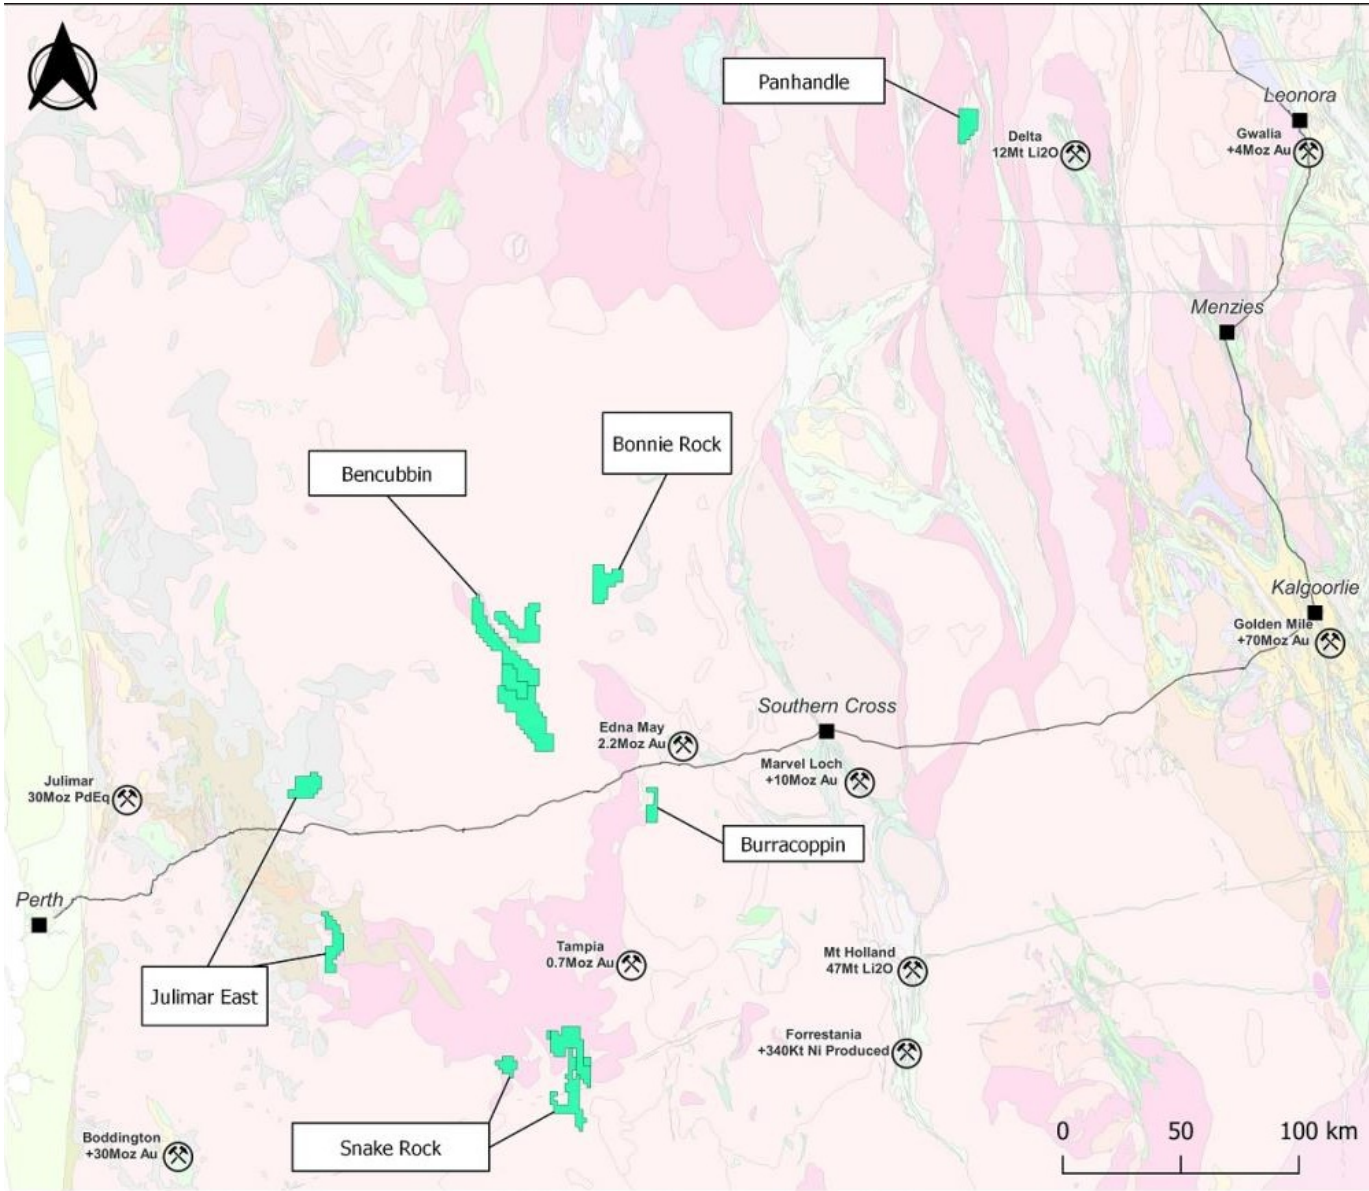 Panhandle
Leonora
Delta
12Mt Li2O
Gwalia
+4Moz Au
Menzies
Bonnie Rock
Bencubbin
Kalgoorlie
Golden Mile
+70Moz Au
Southern Cross
Edna May
2.2Moz Au
Marvel Loch
+10Moz Au
Julimar
30Moz PdEq
Burracoppin
Perth
Tampia
0.7Moz Au
Mt Holland
47Mt Li2O
Julimar East
Forrestania
+340Kt Ni Produced
Boddington
+30Moz Au
Snake Rock
0 50 100 km